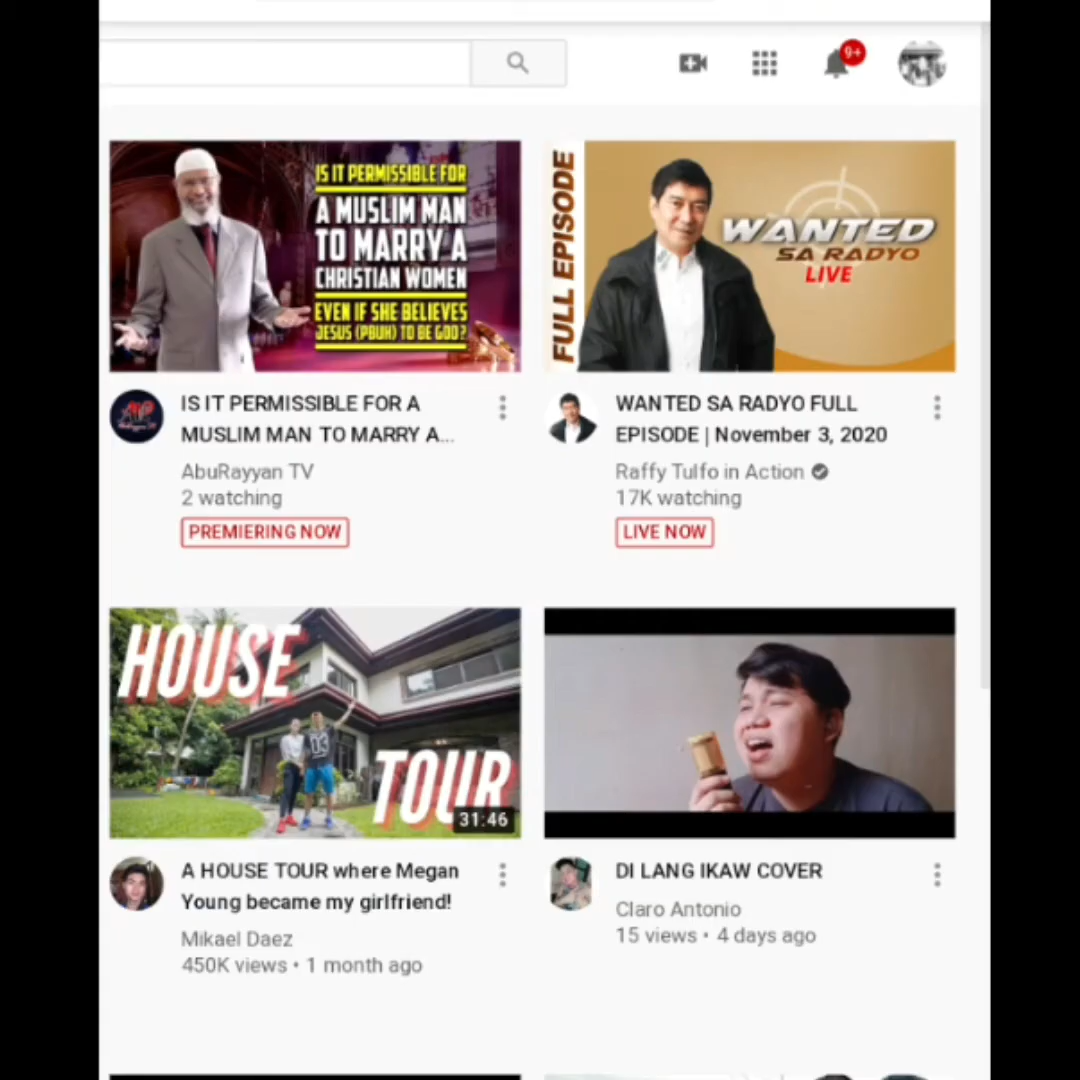 9+
IS IT PERMISSIBLE FOR
A MUSLIM MAN
TO MARRY A
CHRISTIAN WOMEN
EVEN IF SHE BELIEVES
JESUS (PBUH) TO BE GOD?
FULL EPISODE
WANTED
SA RADYO
LIVE
IS IT PERMISSIBLE FOR A
MUSLIM MAN TO MARRY A...
AbuRayyan TV
2 watching
PREMIERING NOW
WANTED SA RADYO FULL
EPISODE | November 3, 2020
Raffy Tulfo in Action
17K watching
LIVE NOW
HOUSE
TOUR
03
31:46
A HOUSE TOUR where Megan
Young became my girlfriend!
Mikael Daez
450K views • 1 month ago
DI LANG IKAW COVER
Claro Antonio
15 views • 4 days ago